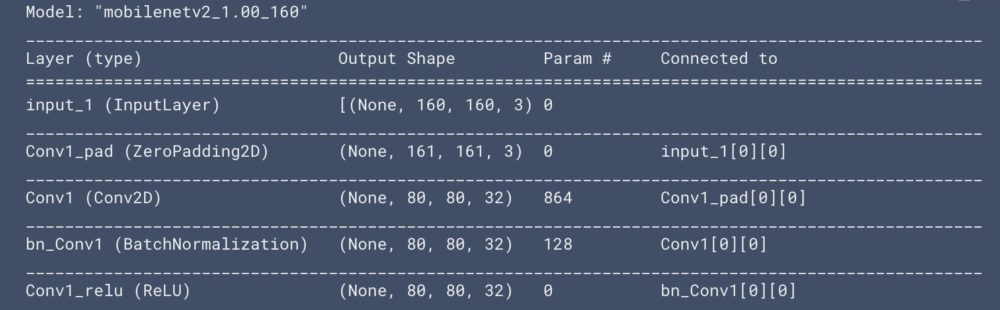 Model: "mobilenetv2_1.00_160"
__________________________________________________________________________________________________
Layer (type)                    Output Shape         Param #     Connected to
==================================================================================================
input_1 (InputLayer)            [(None, 160, 160, 3) 0
__________________________________________________________________________________________________
Conv1_pad (ZeroPadding2D)       (None, 161, 161, 3)  0           input_1[0][0]
__________________________________________________________________________________________________
Conv1 (Conv2D)                  (None, 80, 80, 32)   864         Conv1_pad[0][0]
__________________________________________________________________________________________________
bn_Conv1 (BatchNormalization)   (None, 80, 80, 32)   128         Conv1[0][0]
__________________________________________________________________________________________________
Conv1_relu (ReLU)               (None, 80, 80, 32)   0           bn_Conv1[0][0]